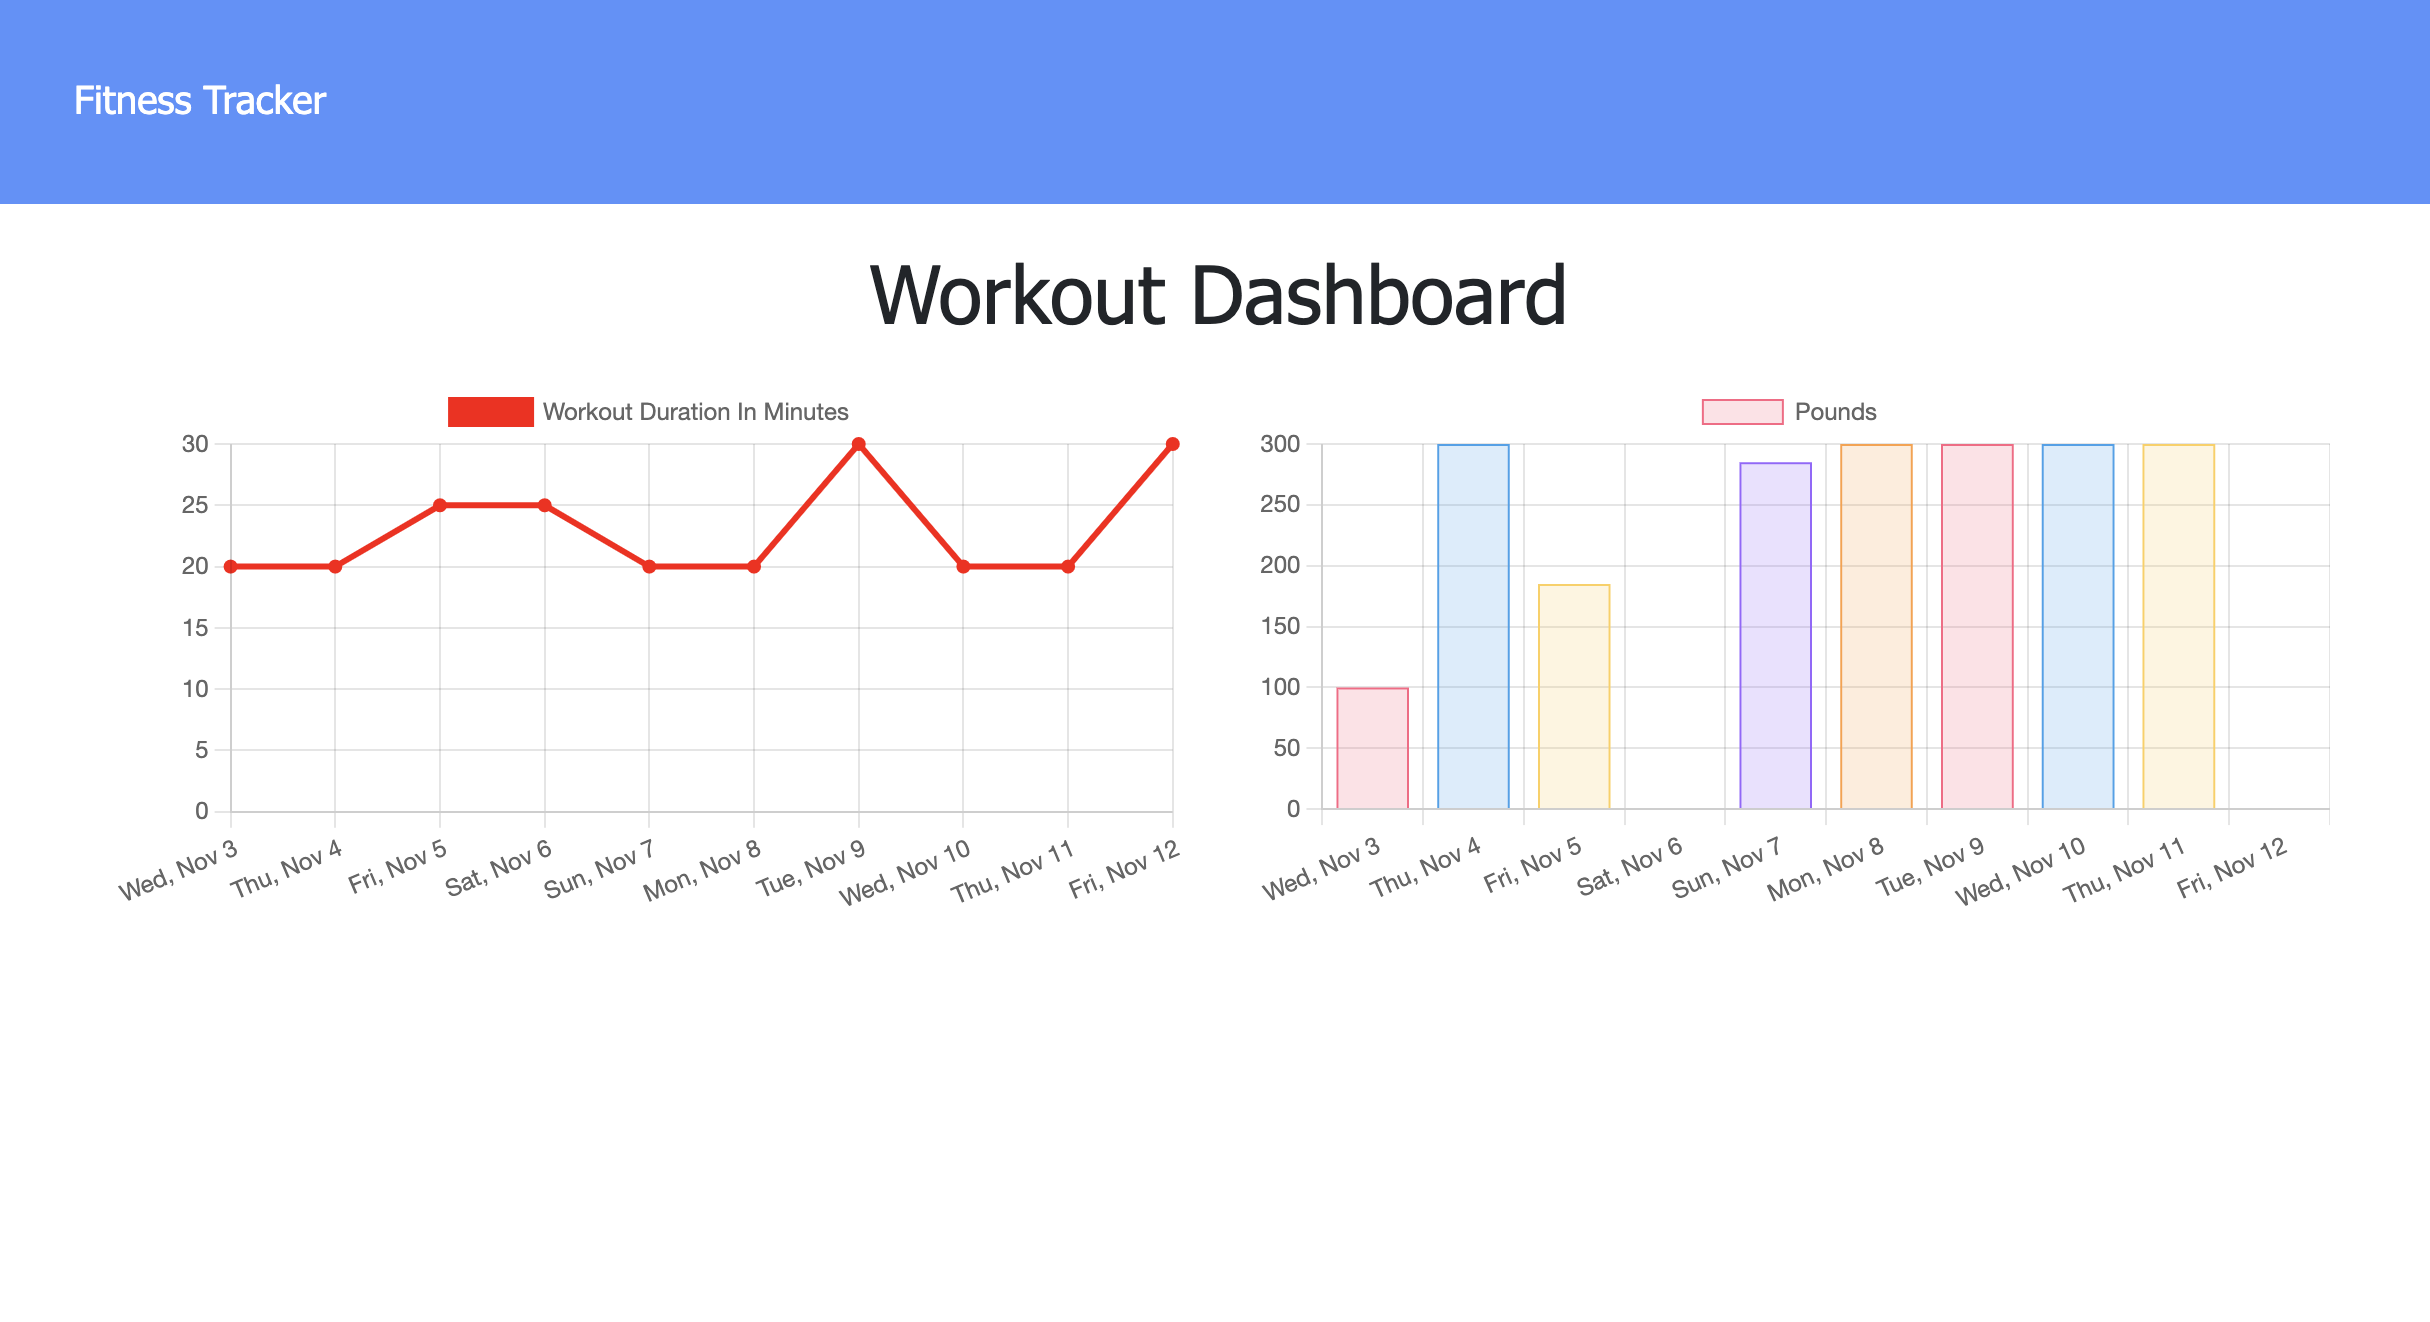 Fitness Tracker
Workout Dashboard
Workout Duration In Minutes
30
25
20
15
10
5
0
Wed, Nov 3
Thu, Nov 4
Fri, Nov 5
Sat, Nov 6
Sun, Nov 7
Mon, Nov 8
Tue, Nov 9
Wed, Nov 10
Thu, Nov 11
Fri, Nov 12
Pounds
300
250
200
150
100
50
0
Wed, Nov 3
Thu, Nov 4
Fri, Nov 5
Sat, Nov 6
Sun, Nov 7
Mon, Nov 8
Tue, Nov 9
Wed, Nov 10
Thu, Nov 11
Fri, Nov 12